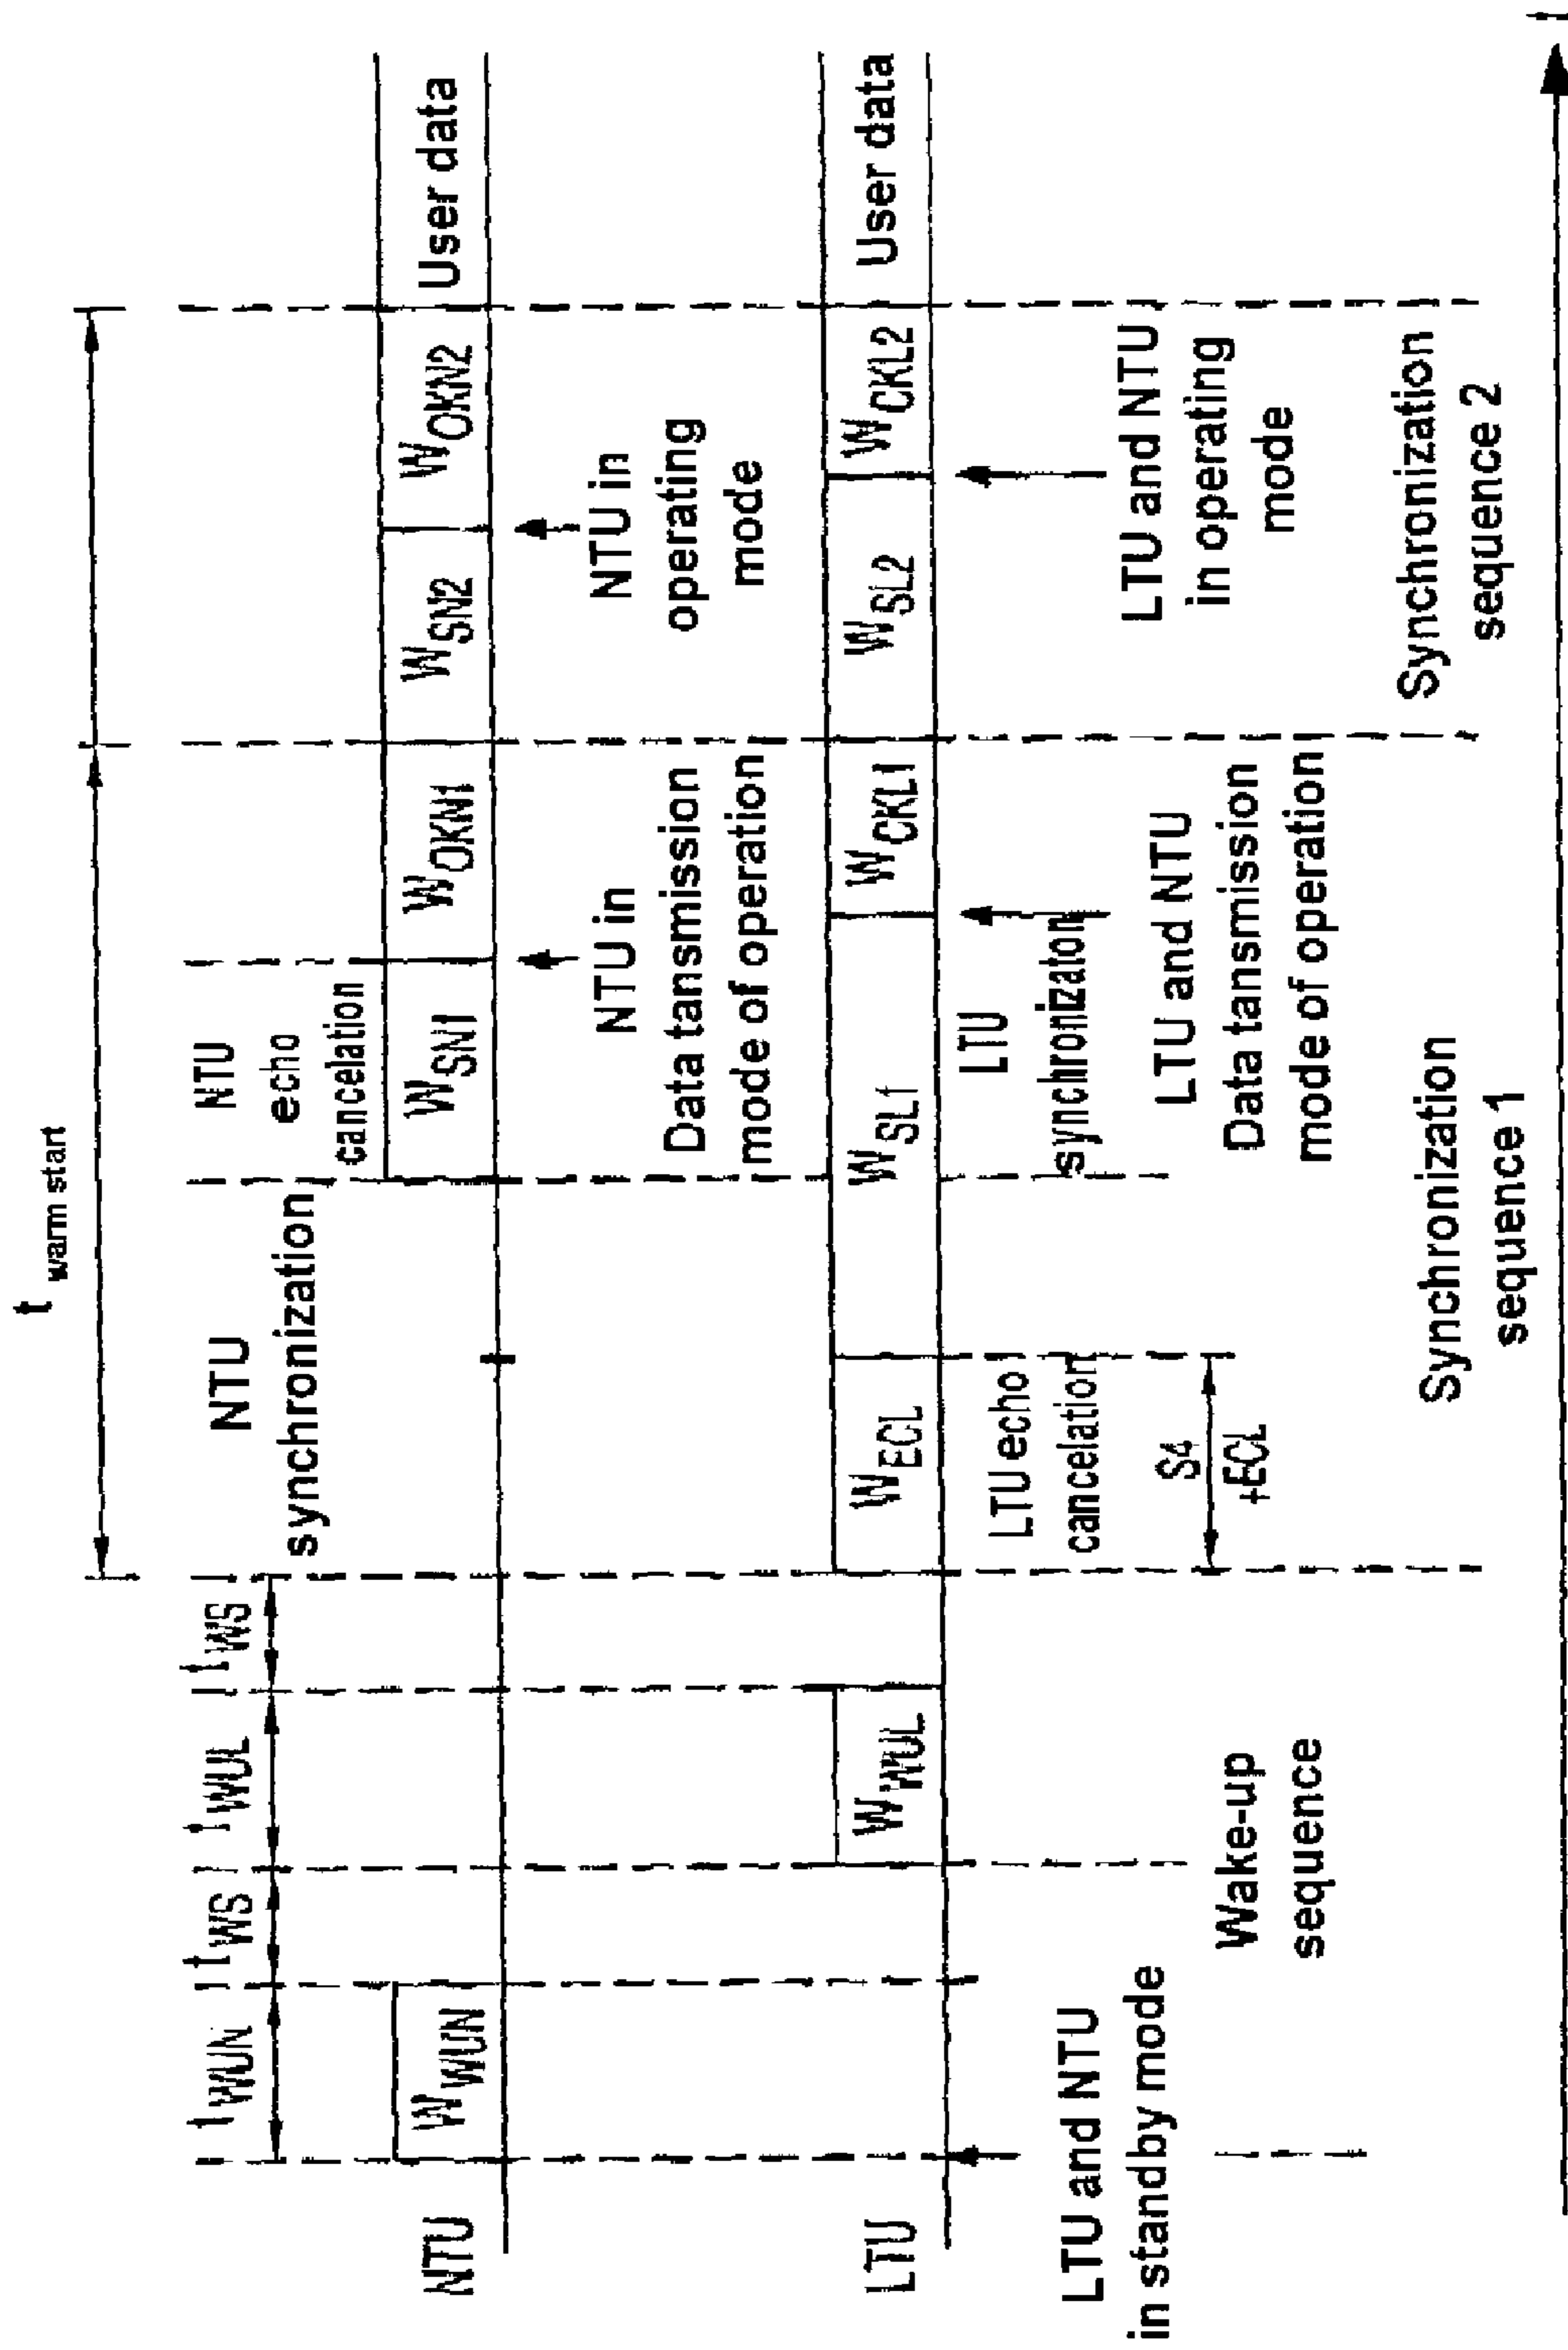 t warm start
t WUN
t WS
t WUL
t WS
NTU
synchronization
NTU
echo
cancelation
NTU
W WUN
W SN1
W OKN1
W SN2
W OKN2
User data
NTU in
Data tansmission
mode of operation
NTU in
operating
mode
LTU
W WUL
W ECL
W SL1
W CKL1
W SL2
W CKL2
User data
LTU and NTU
in standby mode
LTU echo
cancelation
S4
+ECL
LTU
synchronizaton
LTU and NTU
Data tansmission
mode of operation
LTU and NTU
in operating
mode
Wake-up
sequence
Synchronization
sequence 1
Synchronization
sequence 2
t